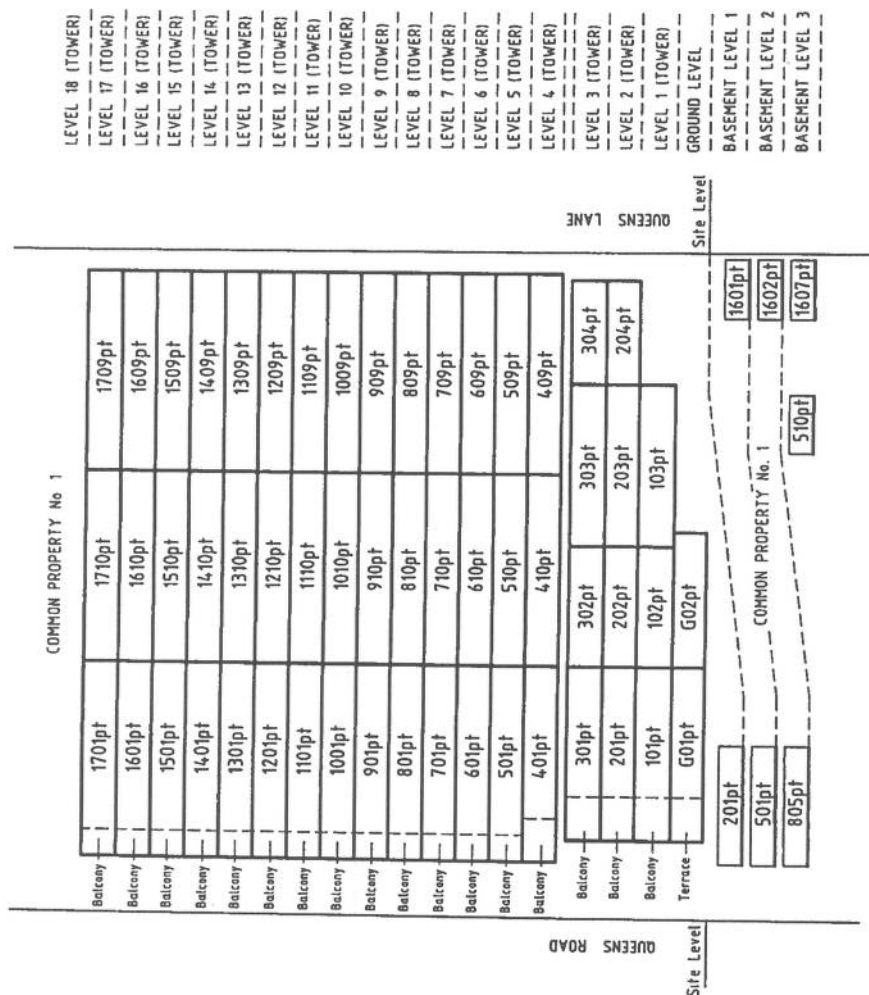 COMMON PROPERTY No 1
LEVEL 18 (TOWER)
Balcony 1701pt 1710pt 1709pt LEVEL 17 (TOWER)
Balcony 1601pt 1610pt 1609pt LEVEL 16 (TOWER)
Balcony 1501pt 1510pt 1509pt LEVEL 15 (TOWER)
Balcony 1401pt 1410pt 1409pt LEVEL 14 (TOWER)
Balcony 1301pt 1310pt 1309pt LEVEL 13 (TOWER)
Balcony 1201pt 1210pt 1209pt LEVEL 12 (TOWER)
Balcony 1101pt 1110pt 1109pt LEVEL 11 (TOWER)
Balcony 1001pt 1010pt 1009pt LEVEL 10 (TOWER)
Balcony 901pt 910pt 909pt LEVEL 9 (TOWER)
Balcony 801pt 810pt 809pt LEVEL 8 (TOWER)
Balcony 701pt 710pt 709pt LEVEL 7 (TOWER)
Balcony 601pt 610pt 609pt LEVEL 6 (TOWER)
Balcony 501pt 510pt 509pt LEVEL 5 (TOWER)
Balcony 401pt 410pt 409pt LEVEL 4 (TOWER)
Balcony 301pt 302pt 303pt 304pt LEVEL 3 (TOWER)
Balcony 201pt 202pt 203pt 204pt LEVEL 2 (TOWER)
Balcony 101pt 102pt 103pt LEVEL 1 (TOWER)
Terrace G01pt G02pt GROUND LEVEL
QUEENS ROAD
QUEENS LANE
Site Level
Site Level
201pt 1601pt BASEMENT LEVEL 1
501pt COMMON PROPERTY No. 1 1602pt BASEMENT LEVEL 2
805pt 510pt 1607pt BASEMENT LEVEL 3